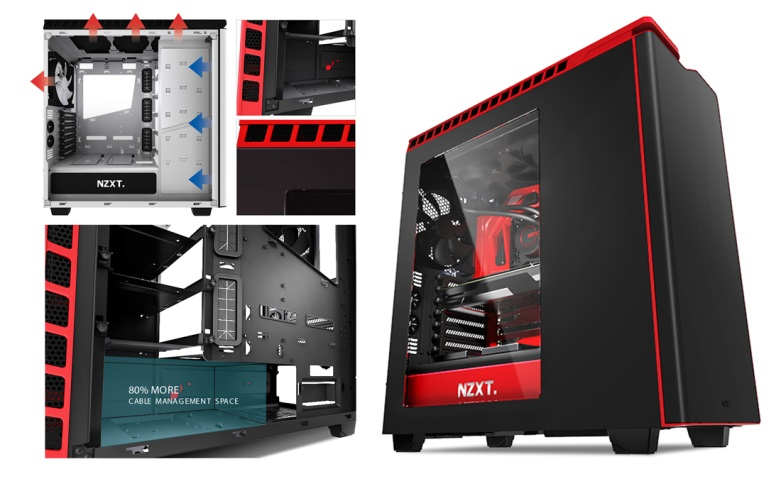 NZXT.
80% MORE
CABLE MANAGEMENT SPACE
NZXT.